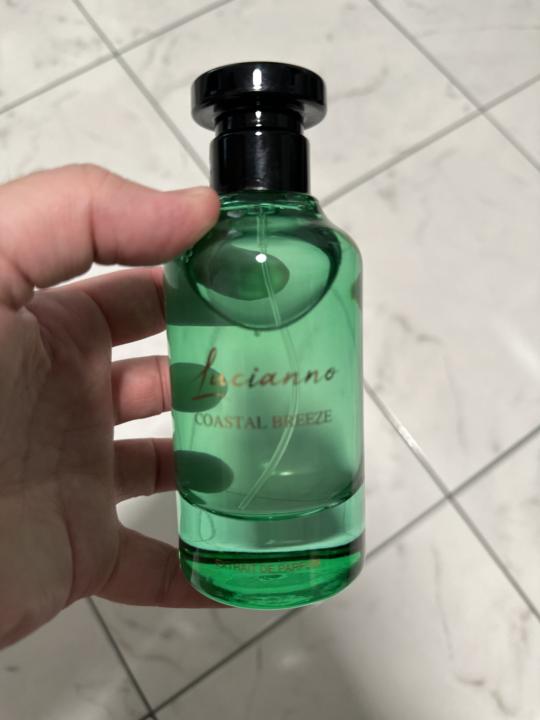 Lucianno
COASTAL BREEZE
EXTRAIT DE PARFUM